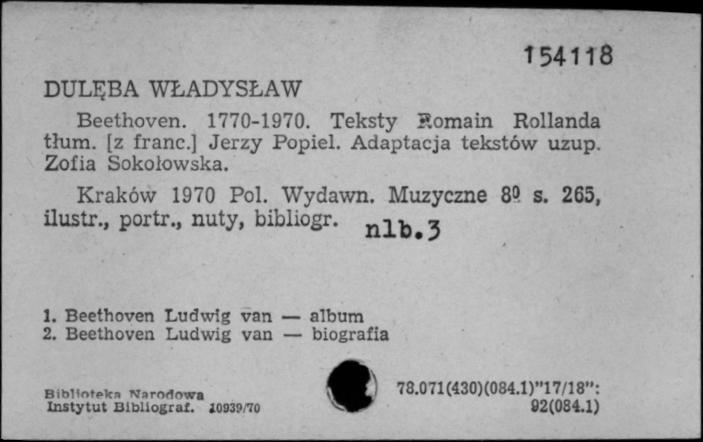 154118
DULĘBA WŁADYSŁAW
Beethoven. 1770-1970. Teksty Romain Rollanda
tłum. [z franc.] Jerzy Popiel. Adaptacja tekstów uzup.
Zofia Sokołowska.
Kraków 1970 Pol. Wydawn. Muzyczne 8º s. 265,
ilustr., portr., nuty, bibliogr. nlb.3
1. Beethoven Ludwig van — album
2. Beethoven Ludwig van — biografia
Biblioteka Narodowa
Instytut Bibliograf. 10939/70
78.071(430)(084.1)"17/18":
92(084.1)